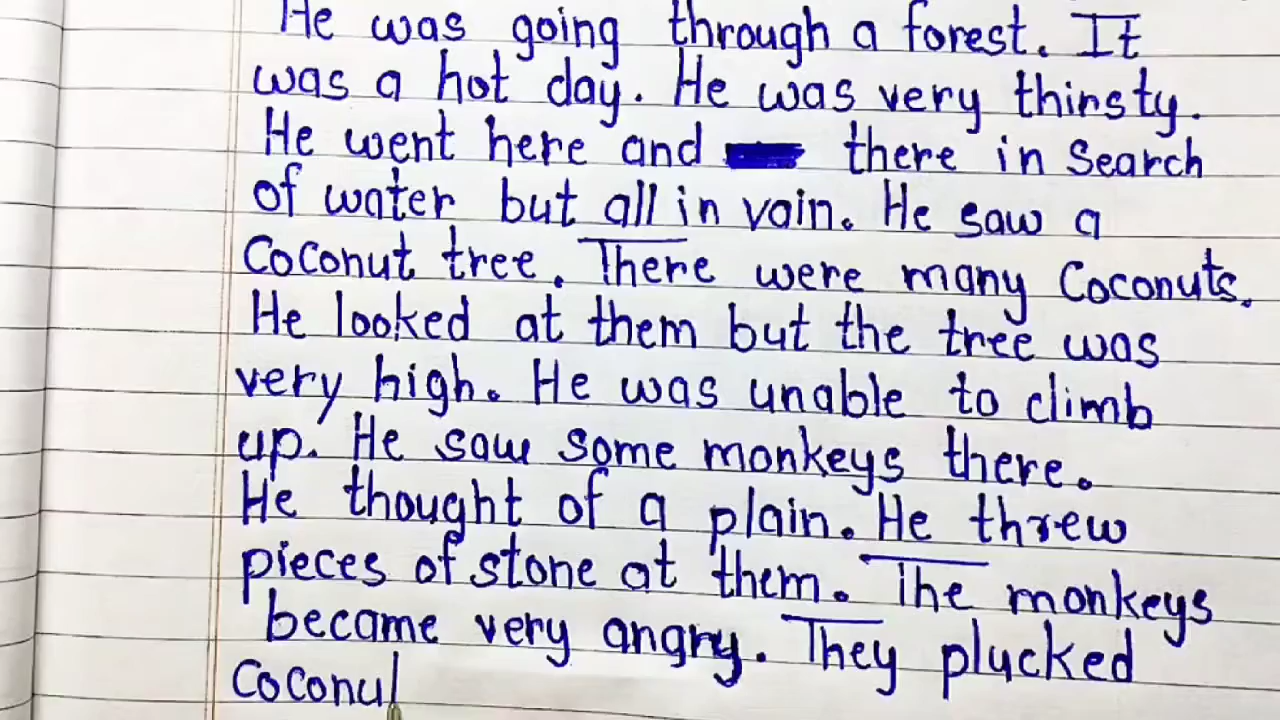 He was going through a forest. It
was a hot day. He was very thirsty.
He went here and there in Search
of water but all in vain. He saw a
Coconut tree. There were many Coconuts.
He looked at them but the tree was
very high. He was unable to climb
up. He saw some monkeys there.
He thought of a plain. He threw
pieces of stone at them. The monkeys
became very angry. They plucked
Coconul